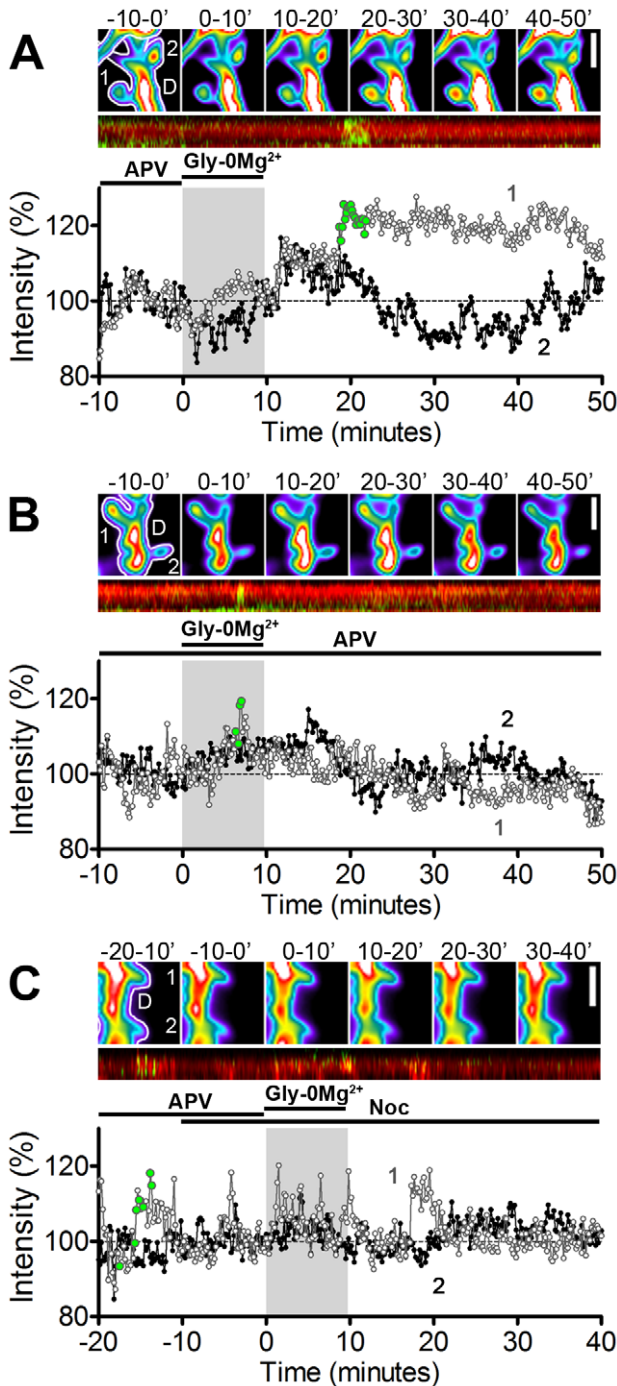 A
-10-0’ 0-10’ 10-20’ 20-30’ 30-40’ 40-50’
1 2 D
APV Gly-0Mg²⁺
Intensity (%)
120
100
80
1
2
-10 0 10 20 30 40 50
Time (minutes)
B
-10-0’ 0-10’ 10-20’ 20-30’ 30-40’ 40-50’
1 D 2
Gly-0Mg²⁺
APV
Intensity (%)
120
100
80
2
1
-10 0 10 20 30 40 50
Time (minutes)
C
-20-10’ -10-0’ 0-10’ 10-20’ 20-30’ 30-40’
1
D
2
Gly-0Mg²⁺
APV Noc
Intensity (%)
120
100
80
1
2
-20 -10 0 10 20 30 40
Time (minutes)